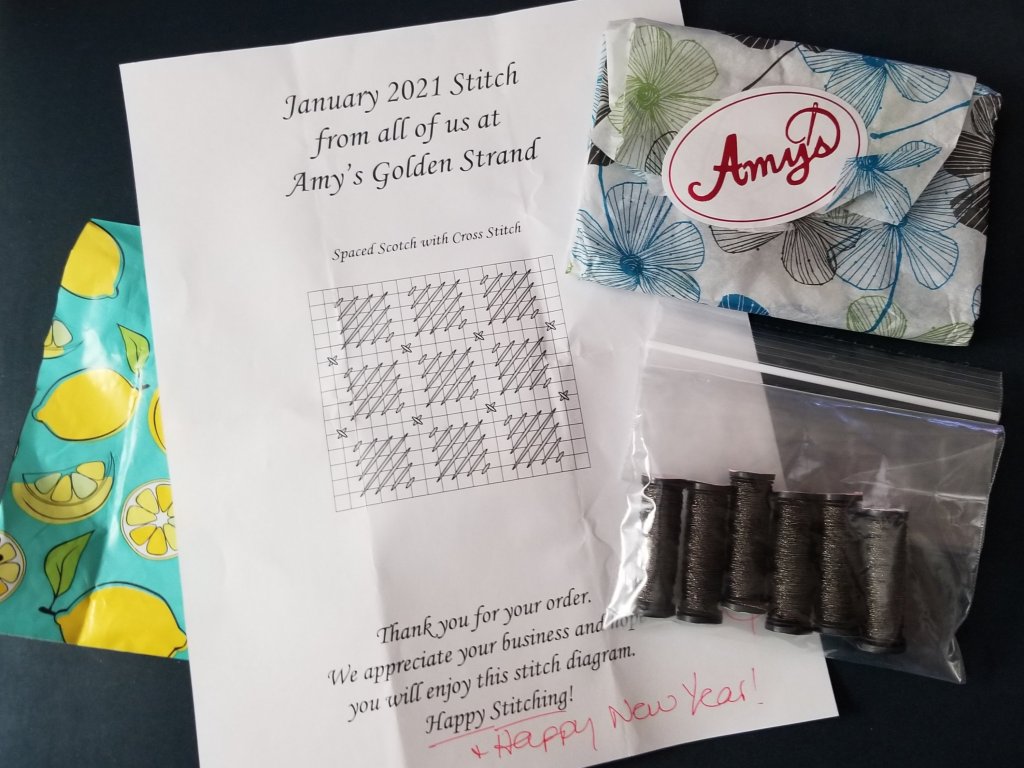 January 2021 Stitch
from all of us at
Amy's Golden Strand
Amy's
Spaced Scotch with Cross Stitch
Thank you for your order.
We appreciate your business and hope
you will enjoy this stitch diagram.
Happy Stitching!
+ Happy New Year!